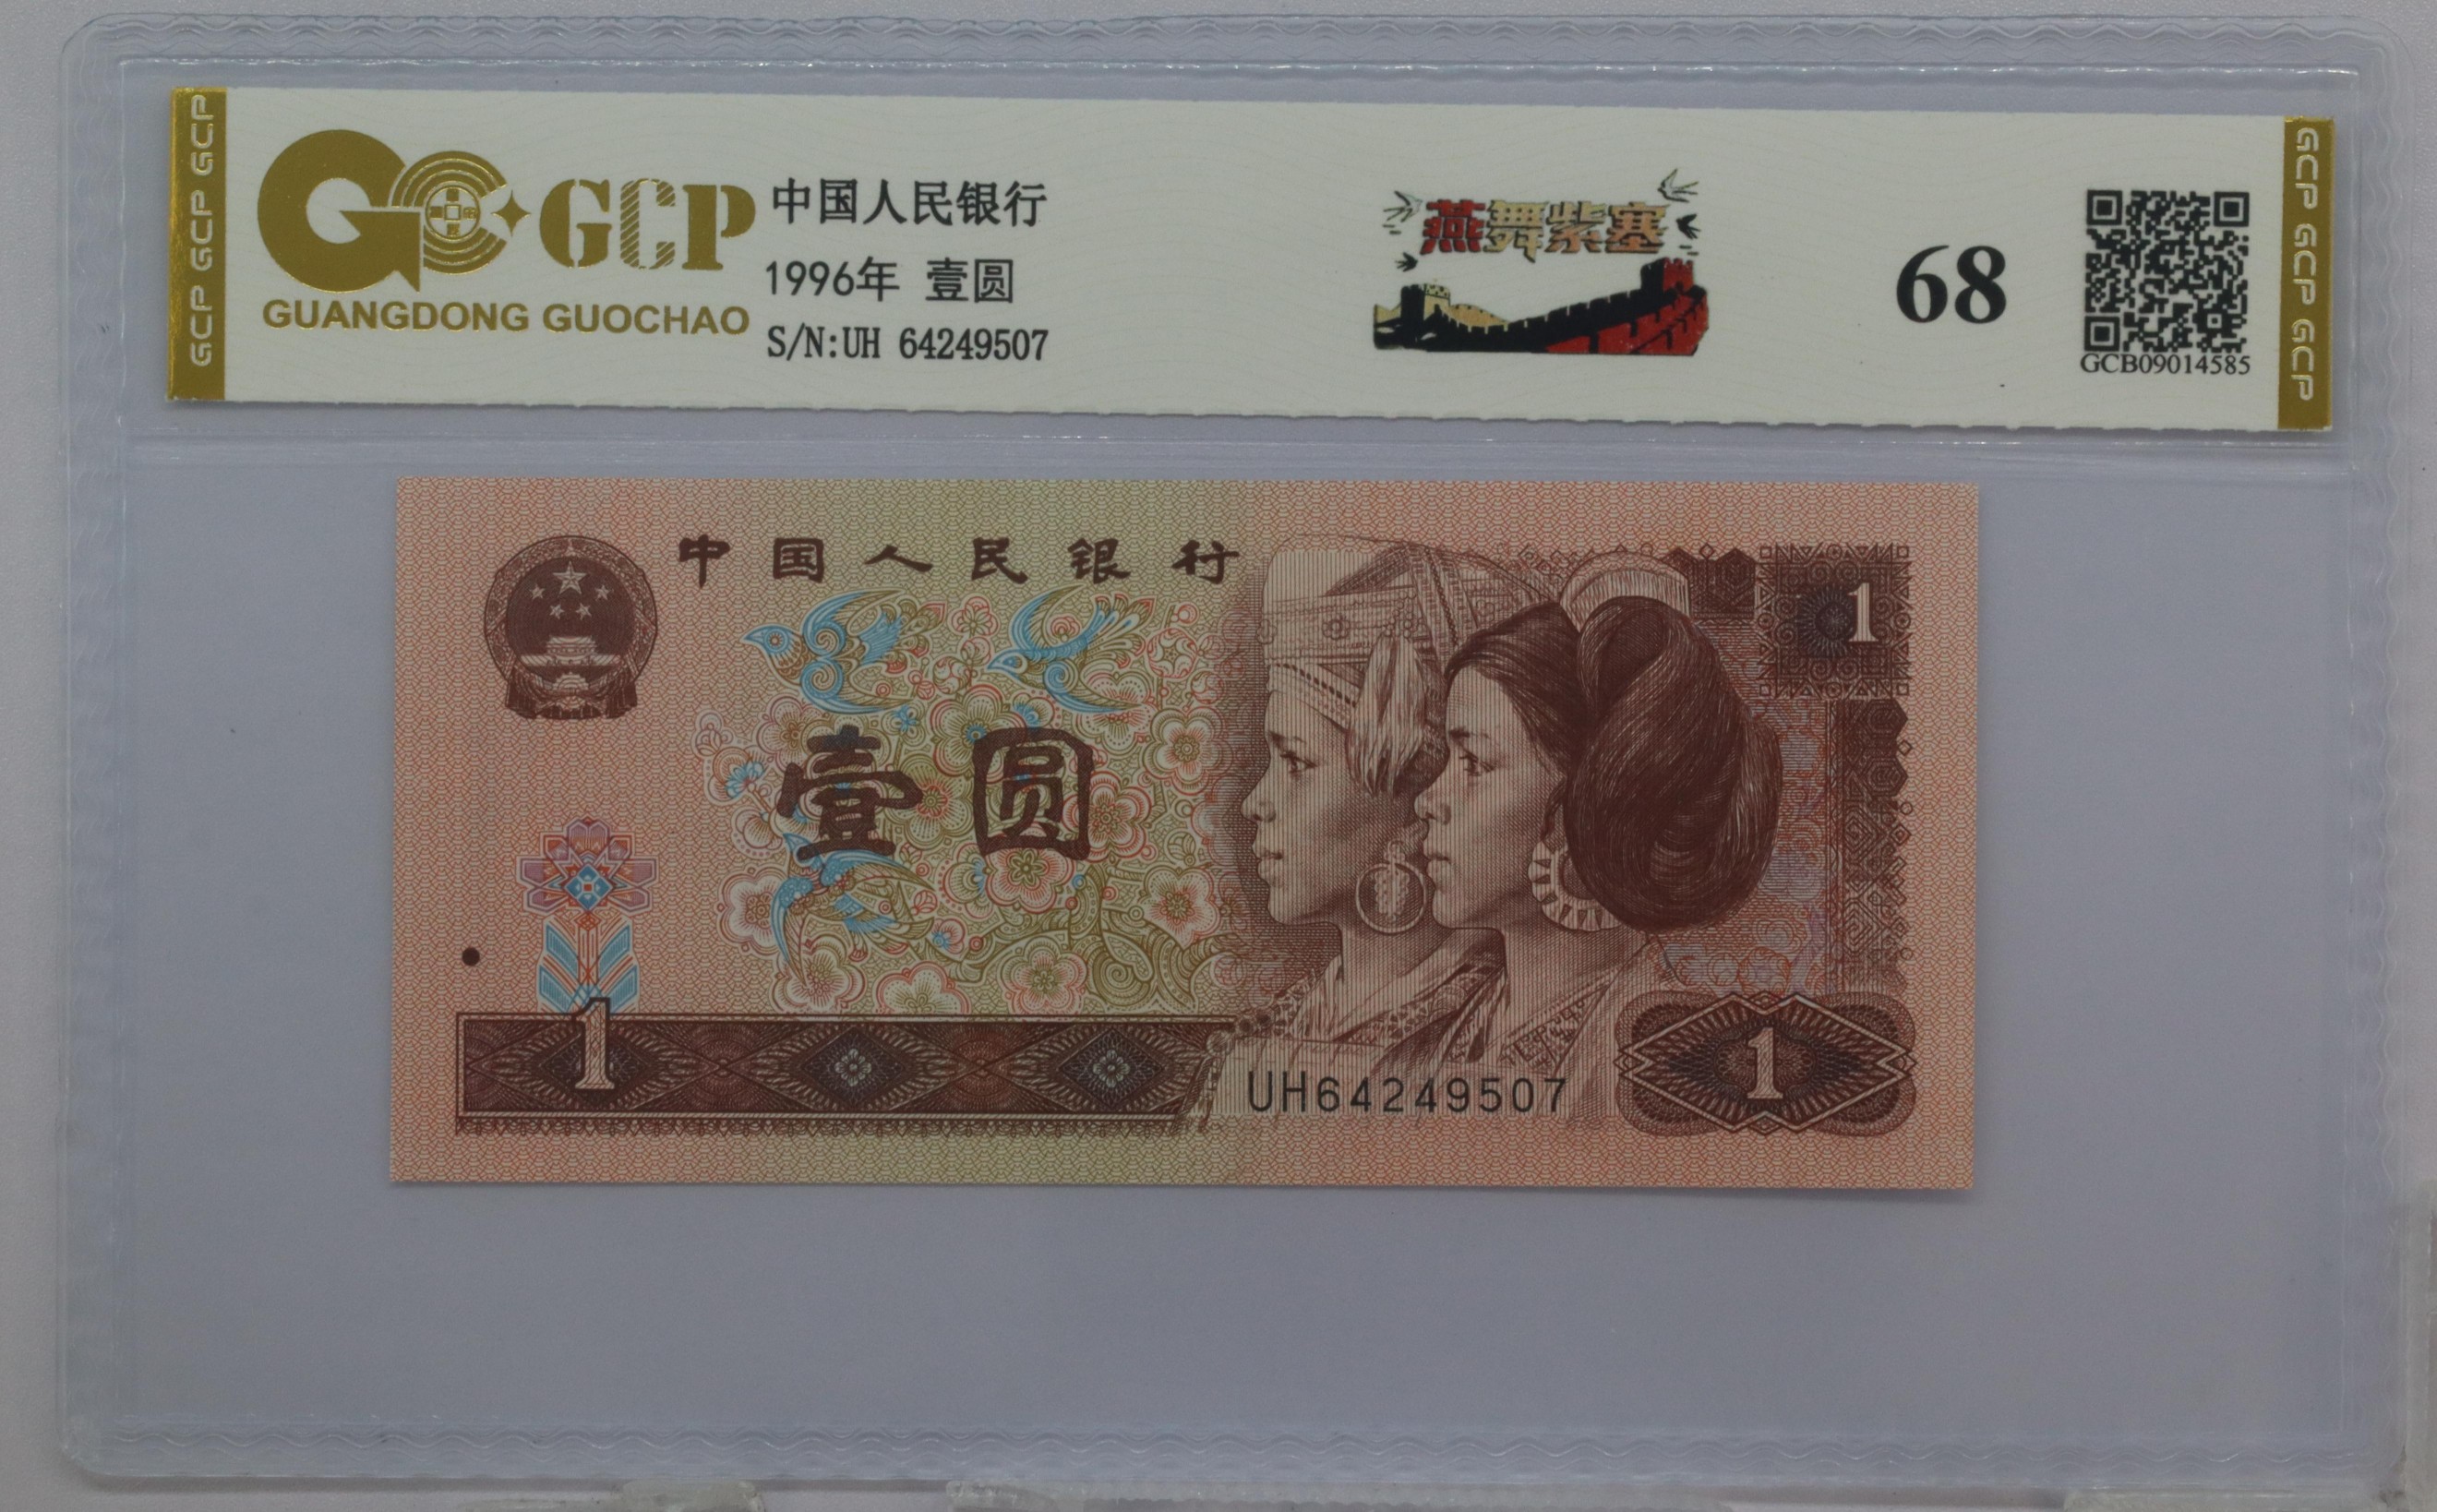 GCP GCP GCP
GCP
GUANGDONG GUOCHAO
中国人民银行
1996年 壹圆
S/N:UH 64249507
燕舞紫塞
68
GCB09014585
GCP GCP GCP
中国人民银行
1
壹圆
1
UH64249507
1